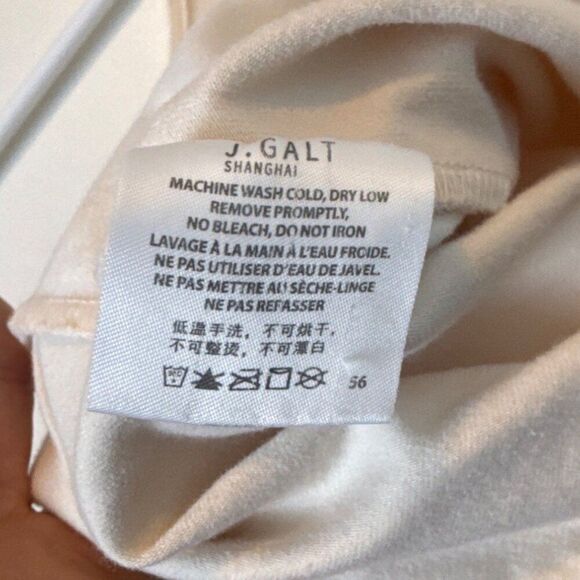 J.GALT
SHANGHAI
MACHINE WASH COLD, DRY LOW
REMOVE PROMPTLY,
NO BLEACH, DO NOT IRON
LAVAGE À LA MAIN À L'EAU FROIDE.
NE PAS UTILISER D'EAU DE JAVEL.
NE PAS METTRE AU SÈCHE-LINGE
NE PAS REPASSER
低温手洗，不可烘干，
不可整烫，不可漂白
56